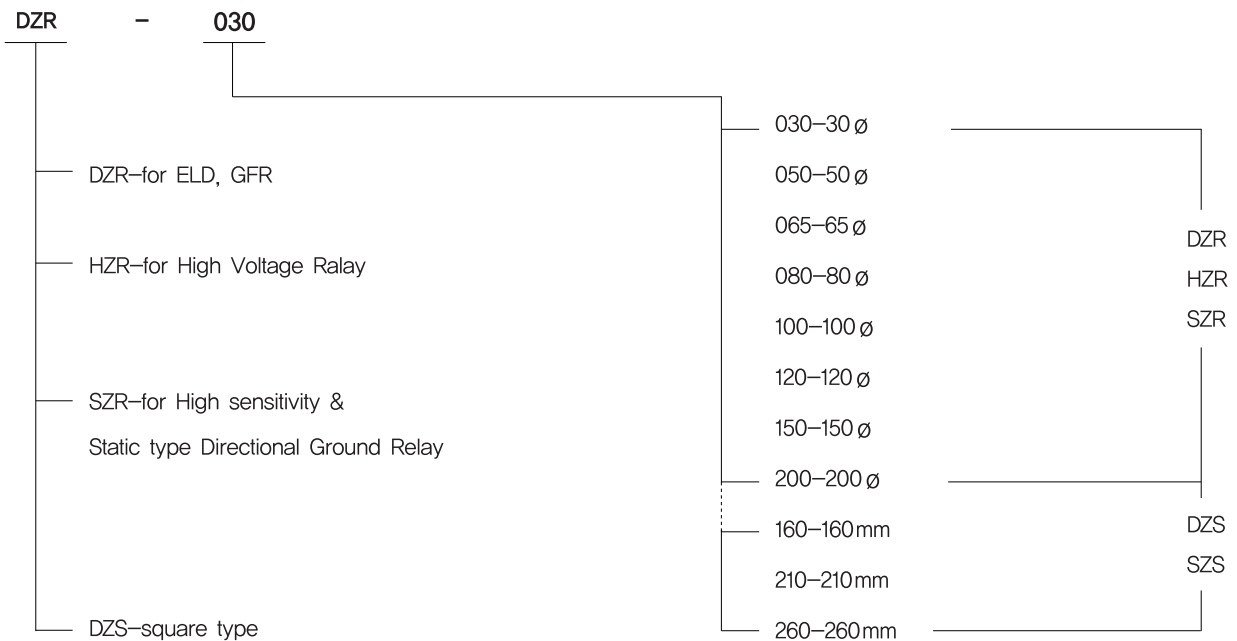 DZR - 030
DZR-for ELD, GFR
HZR-for High Voltage Ralay
SZR-for High sensitivity &
Static type Directional Ground Relay
DZS-square type
030-30ø
050-50ø
065-65ø
080-80ø
100-100ø
120-120ø
150-150ø
200-200ø
160-160mm
210-210mm
260-260mm
DZR
HZR
SZR
DZS
SZS